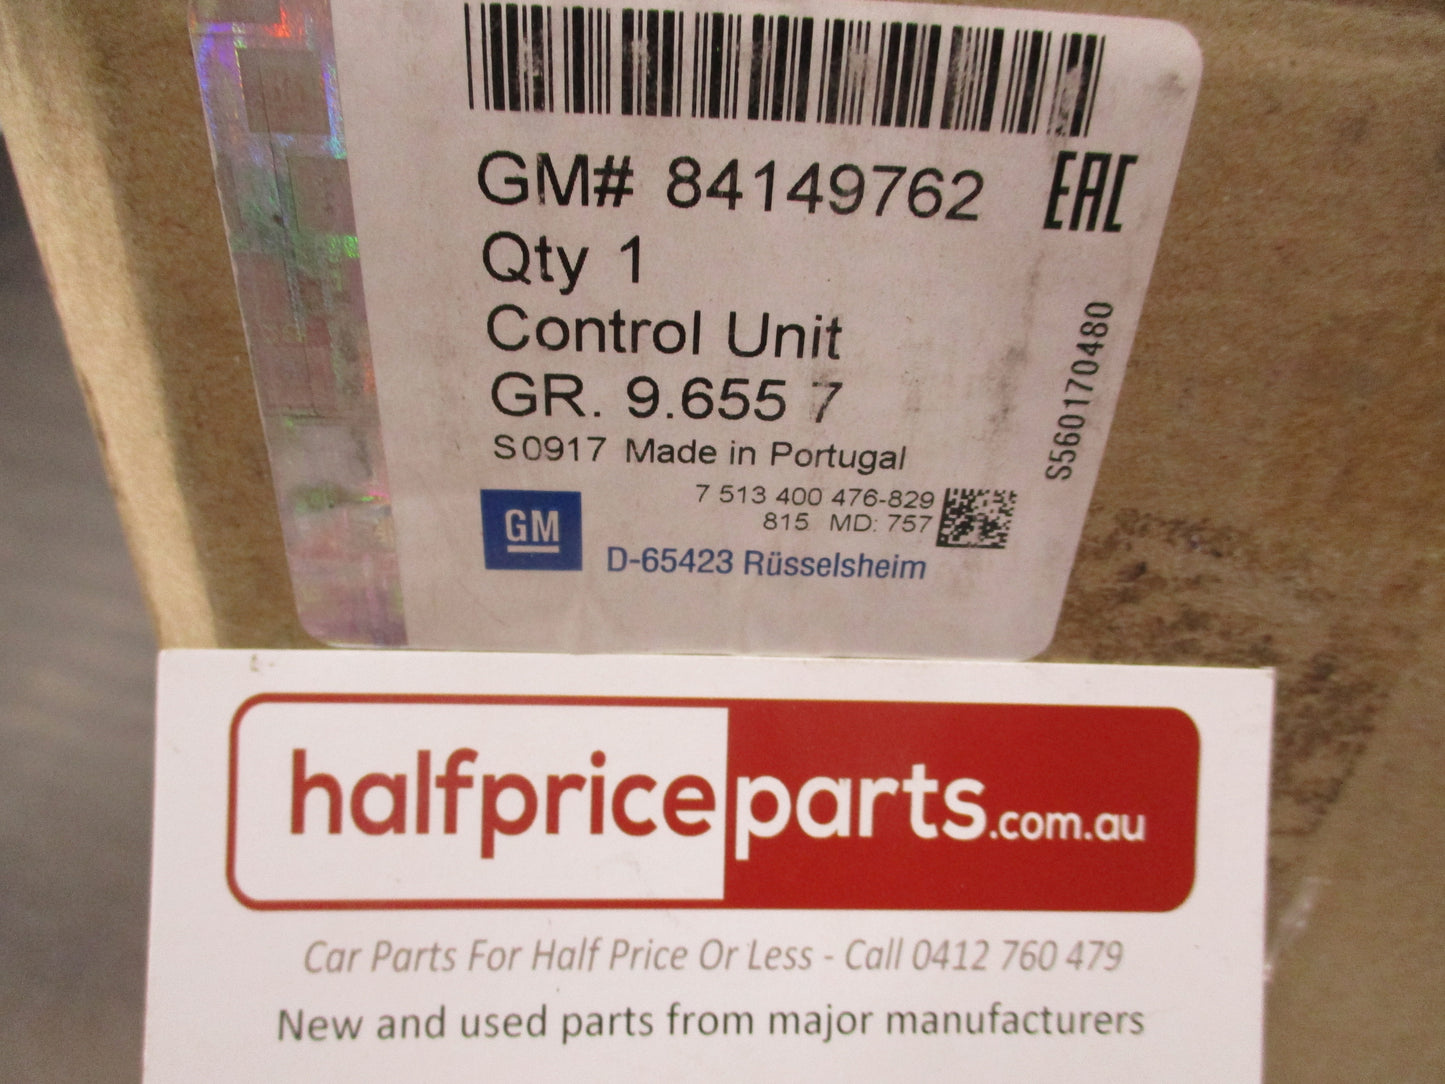 GM# 84149762
EAC
Qty 1
Control Unit
GR. 9.655 7
S0917 Made in Portugal
S560170480
7 513 400 476-829
815 MD: 757
GM
D-65423 Rüsselsheim
halfpriceparts.com.au
Car Parts For Half Price Or Less - Call 0412 760 479
New and used parts from major manufacturers